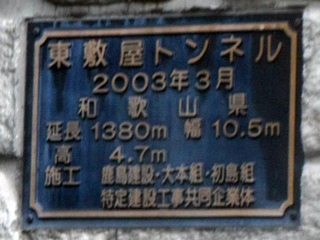 東敷屋トンネル
2003年3月
和歌山県
延長 1380m 幅 10.5m
高 4.7m
施工 鹿島建設・大本組・初島組
特定建設工事共同企業体